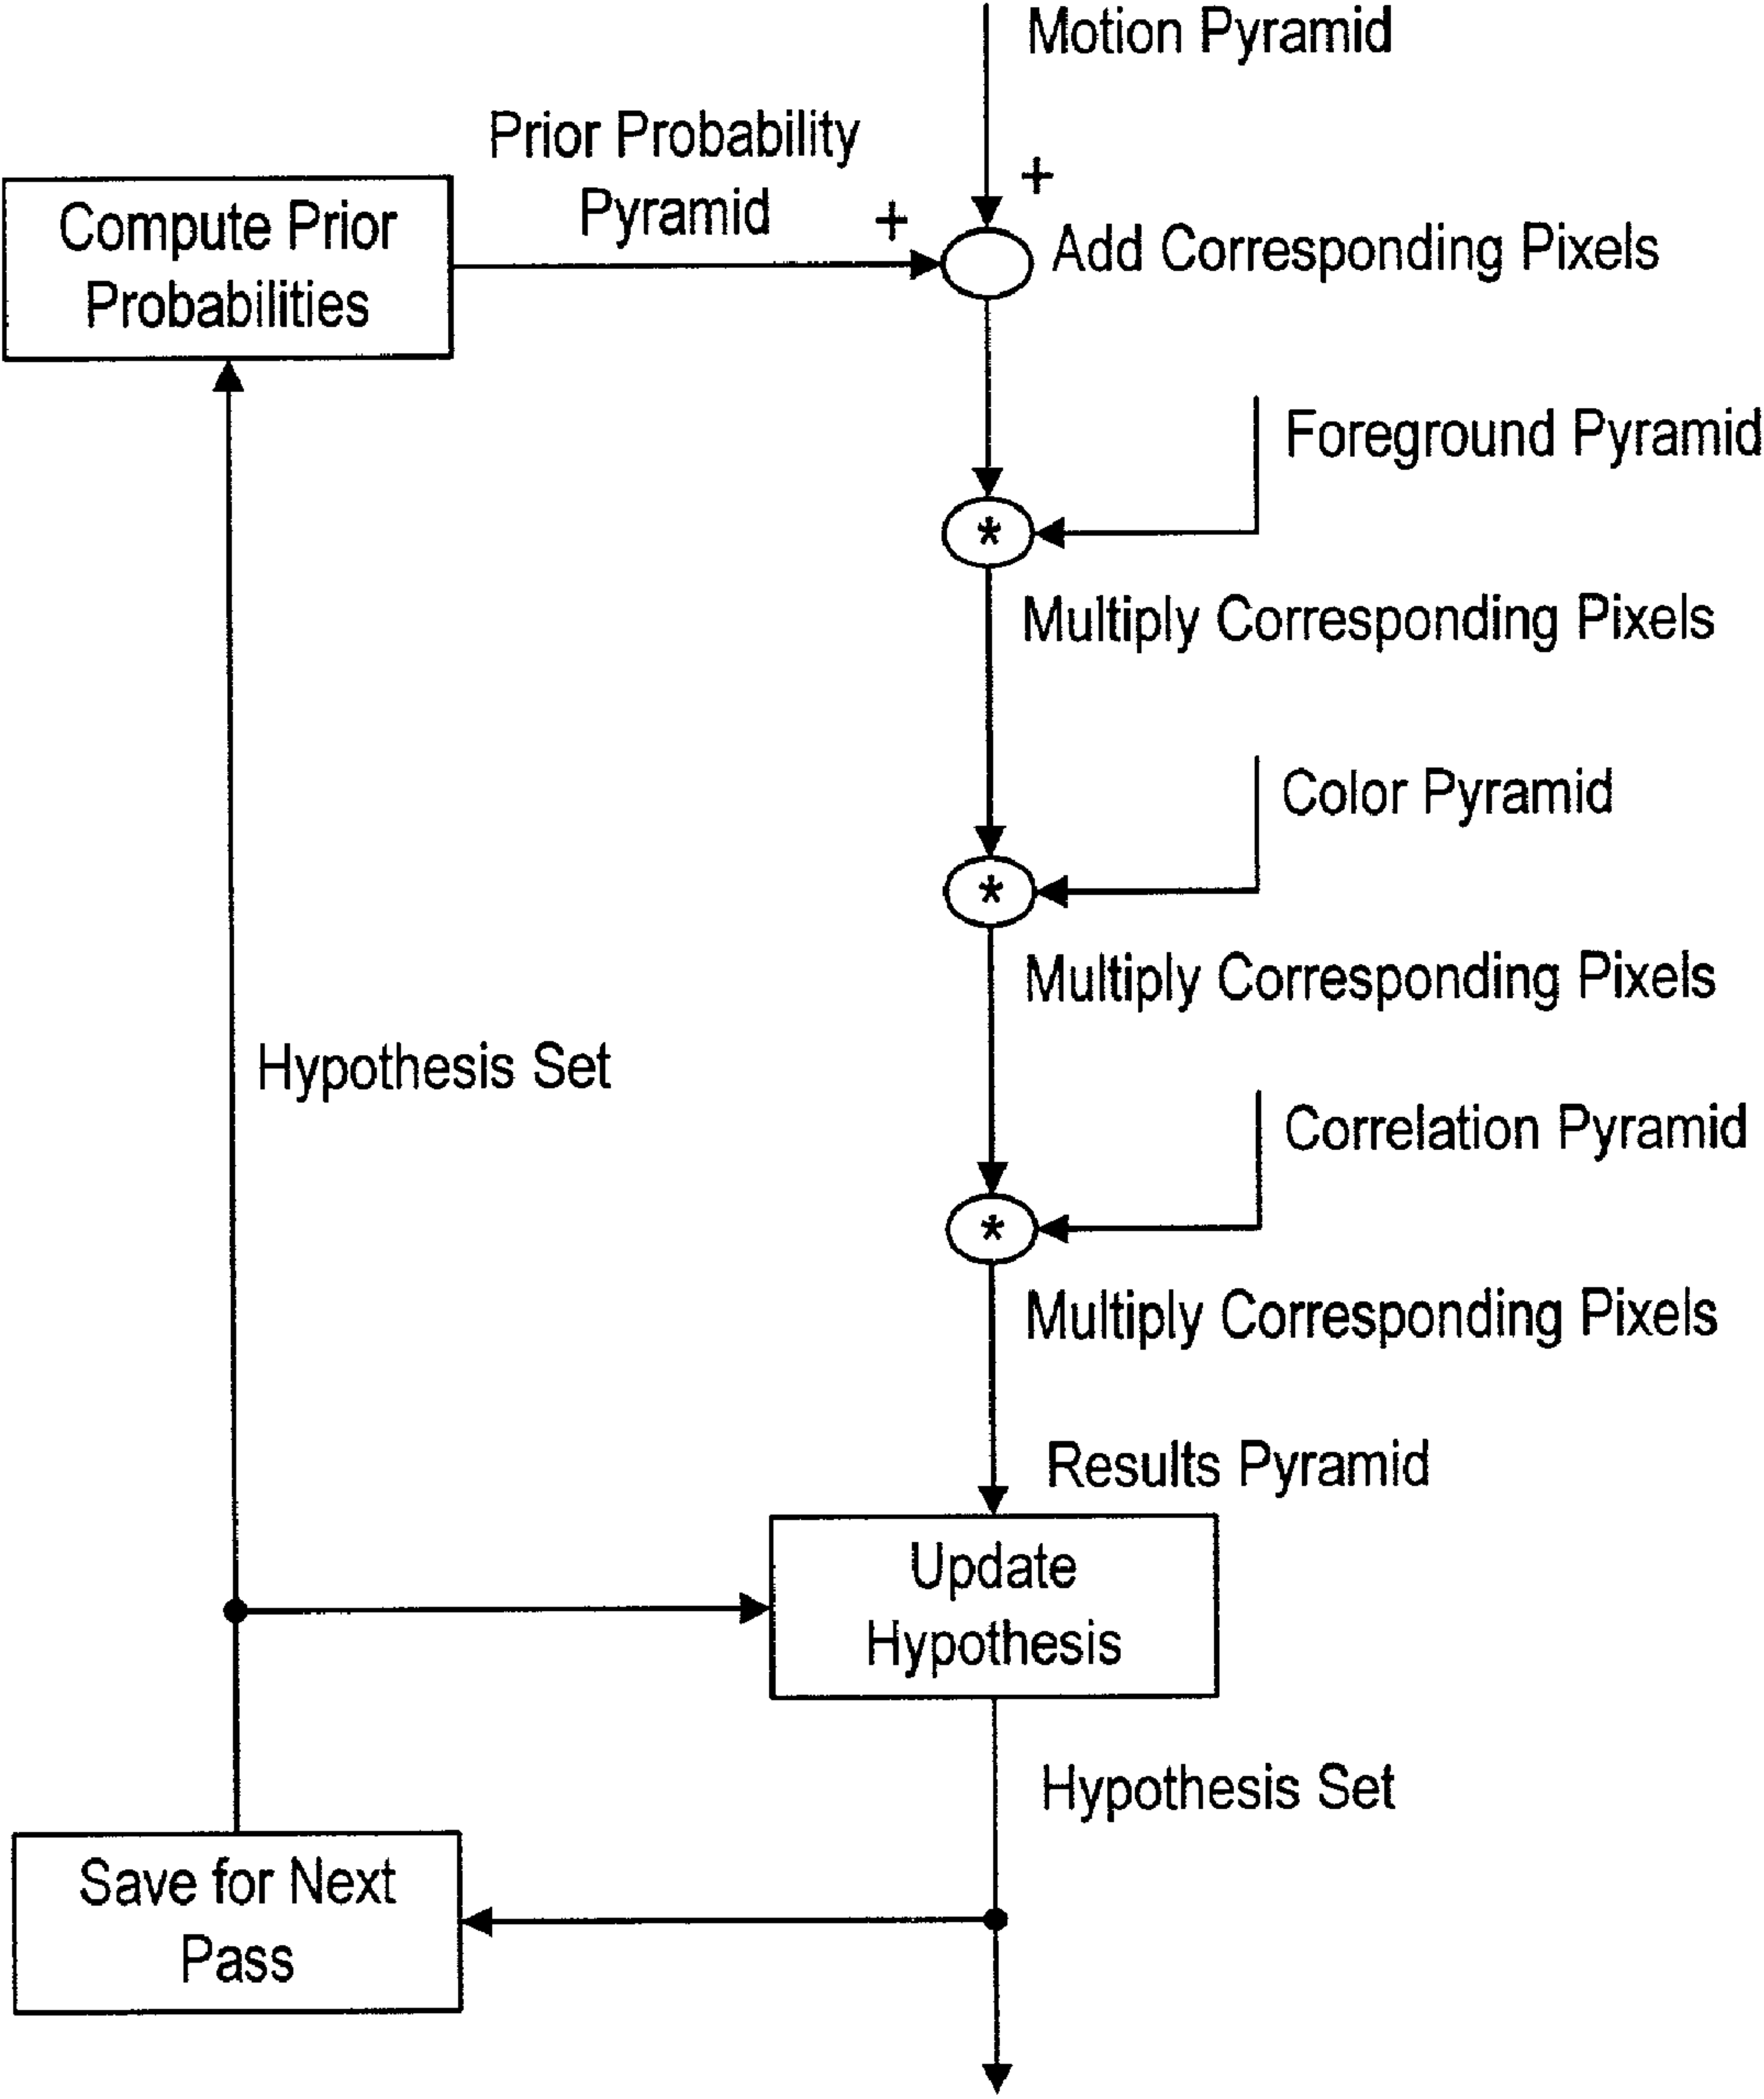 Motion Pyramid
Prior Probability
Pyramid
+
+
Compute Prior
Probabilities
Add Corresponding Pixels
Foreground Pyramid
*
Multiply Corresponding Pixels
Color Pyramid
*
Multiply Corresponding Pixels
Hypothesis Set
Correlation Pyramid
*
Multiply Corresponding Pixels
Results Pyramid
Update
Hypothesis
Hypothesis Set
Save for Next
Pass